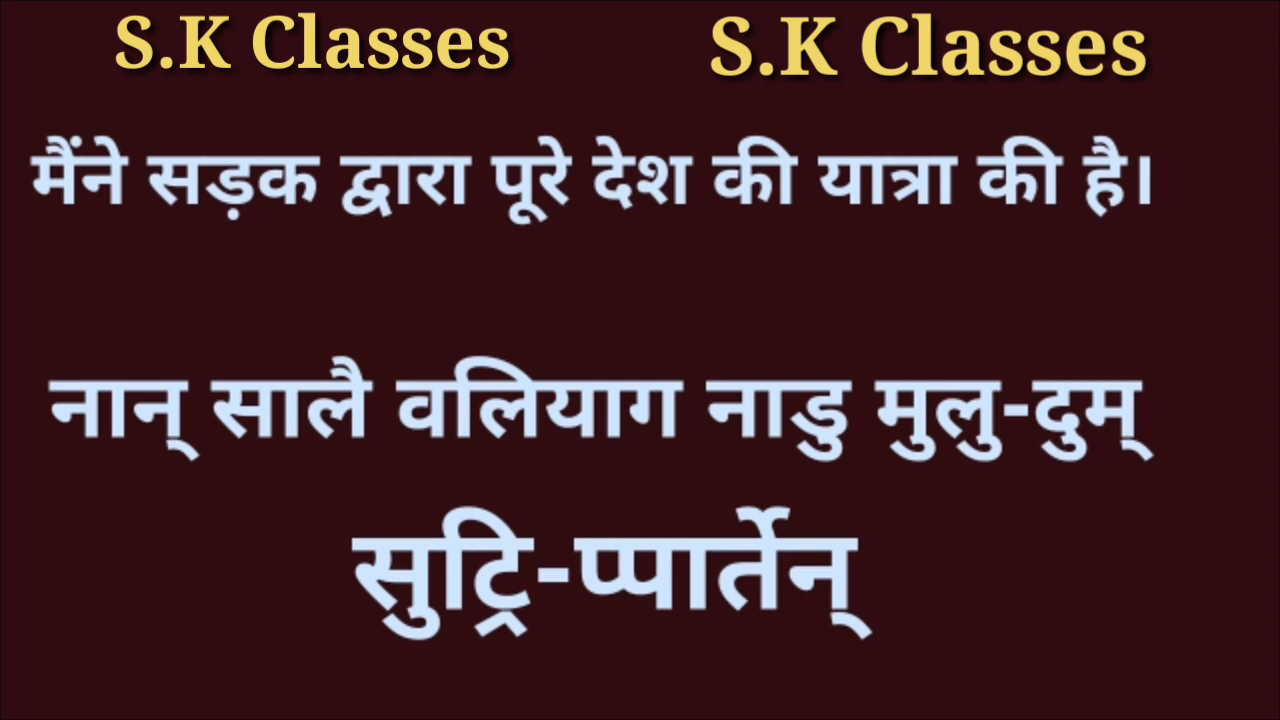 S.K Classes S.K Classes
मैंने सड़क द्वारा पूरे देश की यात्रा की है।
नान् सालै वलियाग नाडु मुलु-दुम्
सुट्रि-प्पार्तेन्